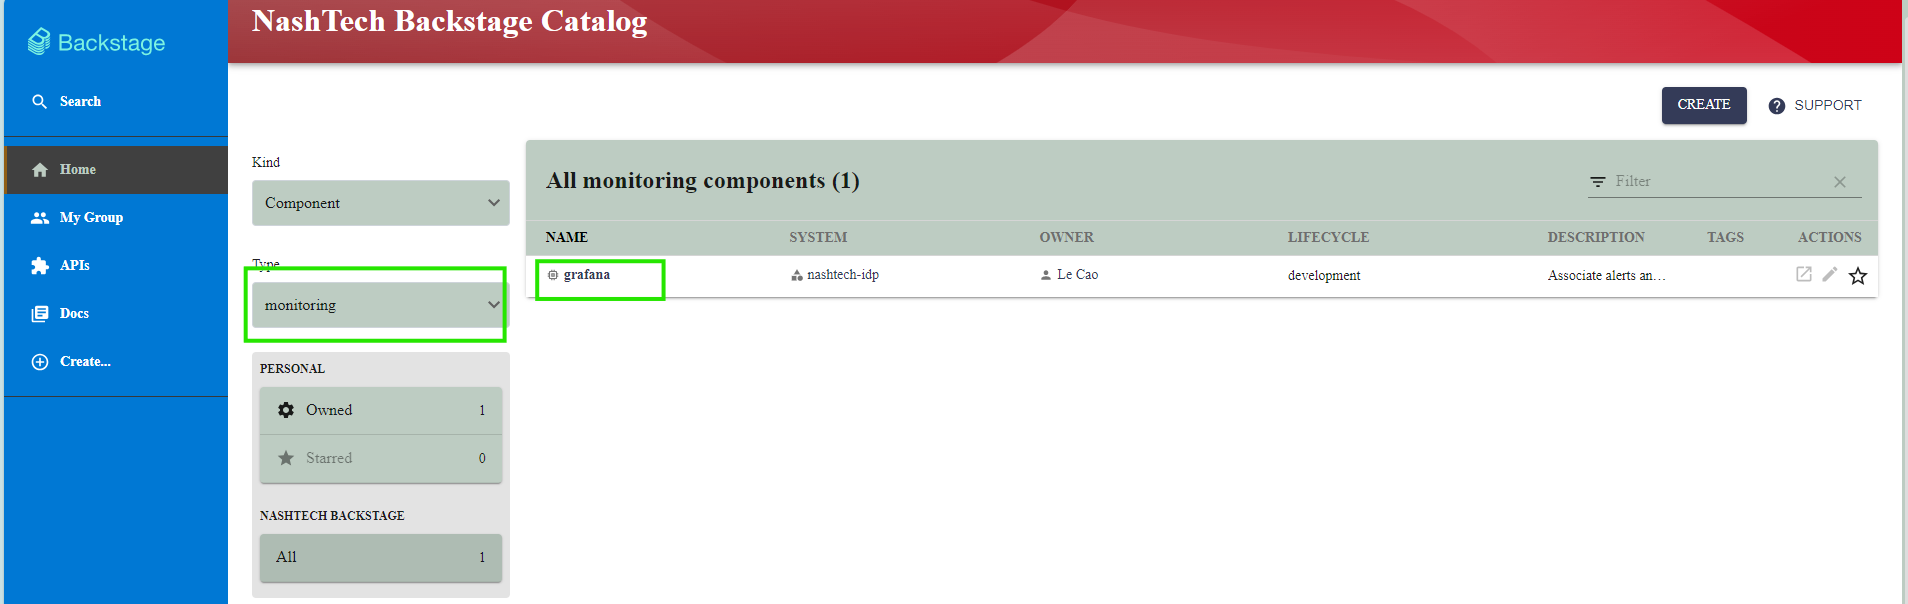 NashTech Backstage Catalog
Backstage
Search
Home
My Group
APIs
Docs
Create...
CREATE
SUPPORT
Kind
Component
Type
monitoring
PERSONAL
Owned 1
Starred 0
NASHTECH BACKSTAGE
All 1
All monitoring components (1)
Filter
NAME SYSTEM OWNER LIFECYCLE DESCRIPTION TAGS ACTIONS
grafana nashtech-idp Le Cao development Associate alerts an...